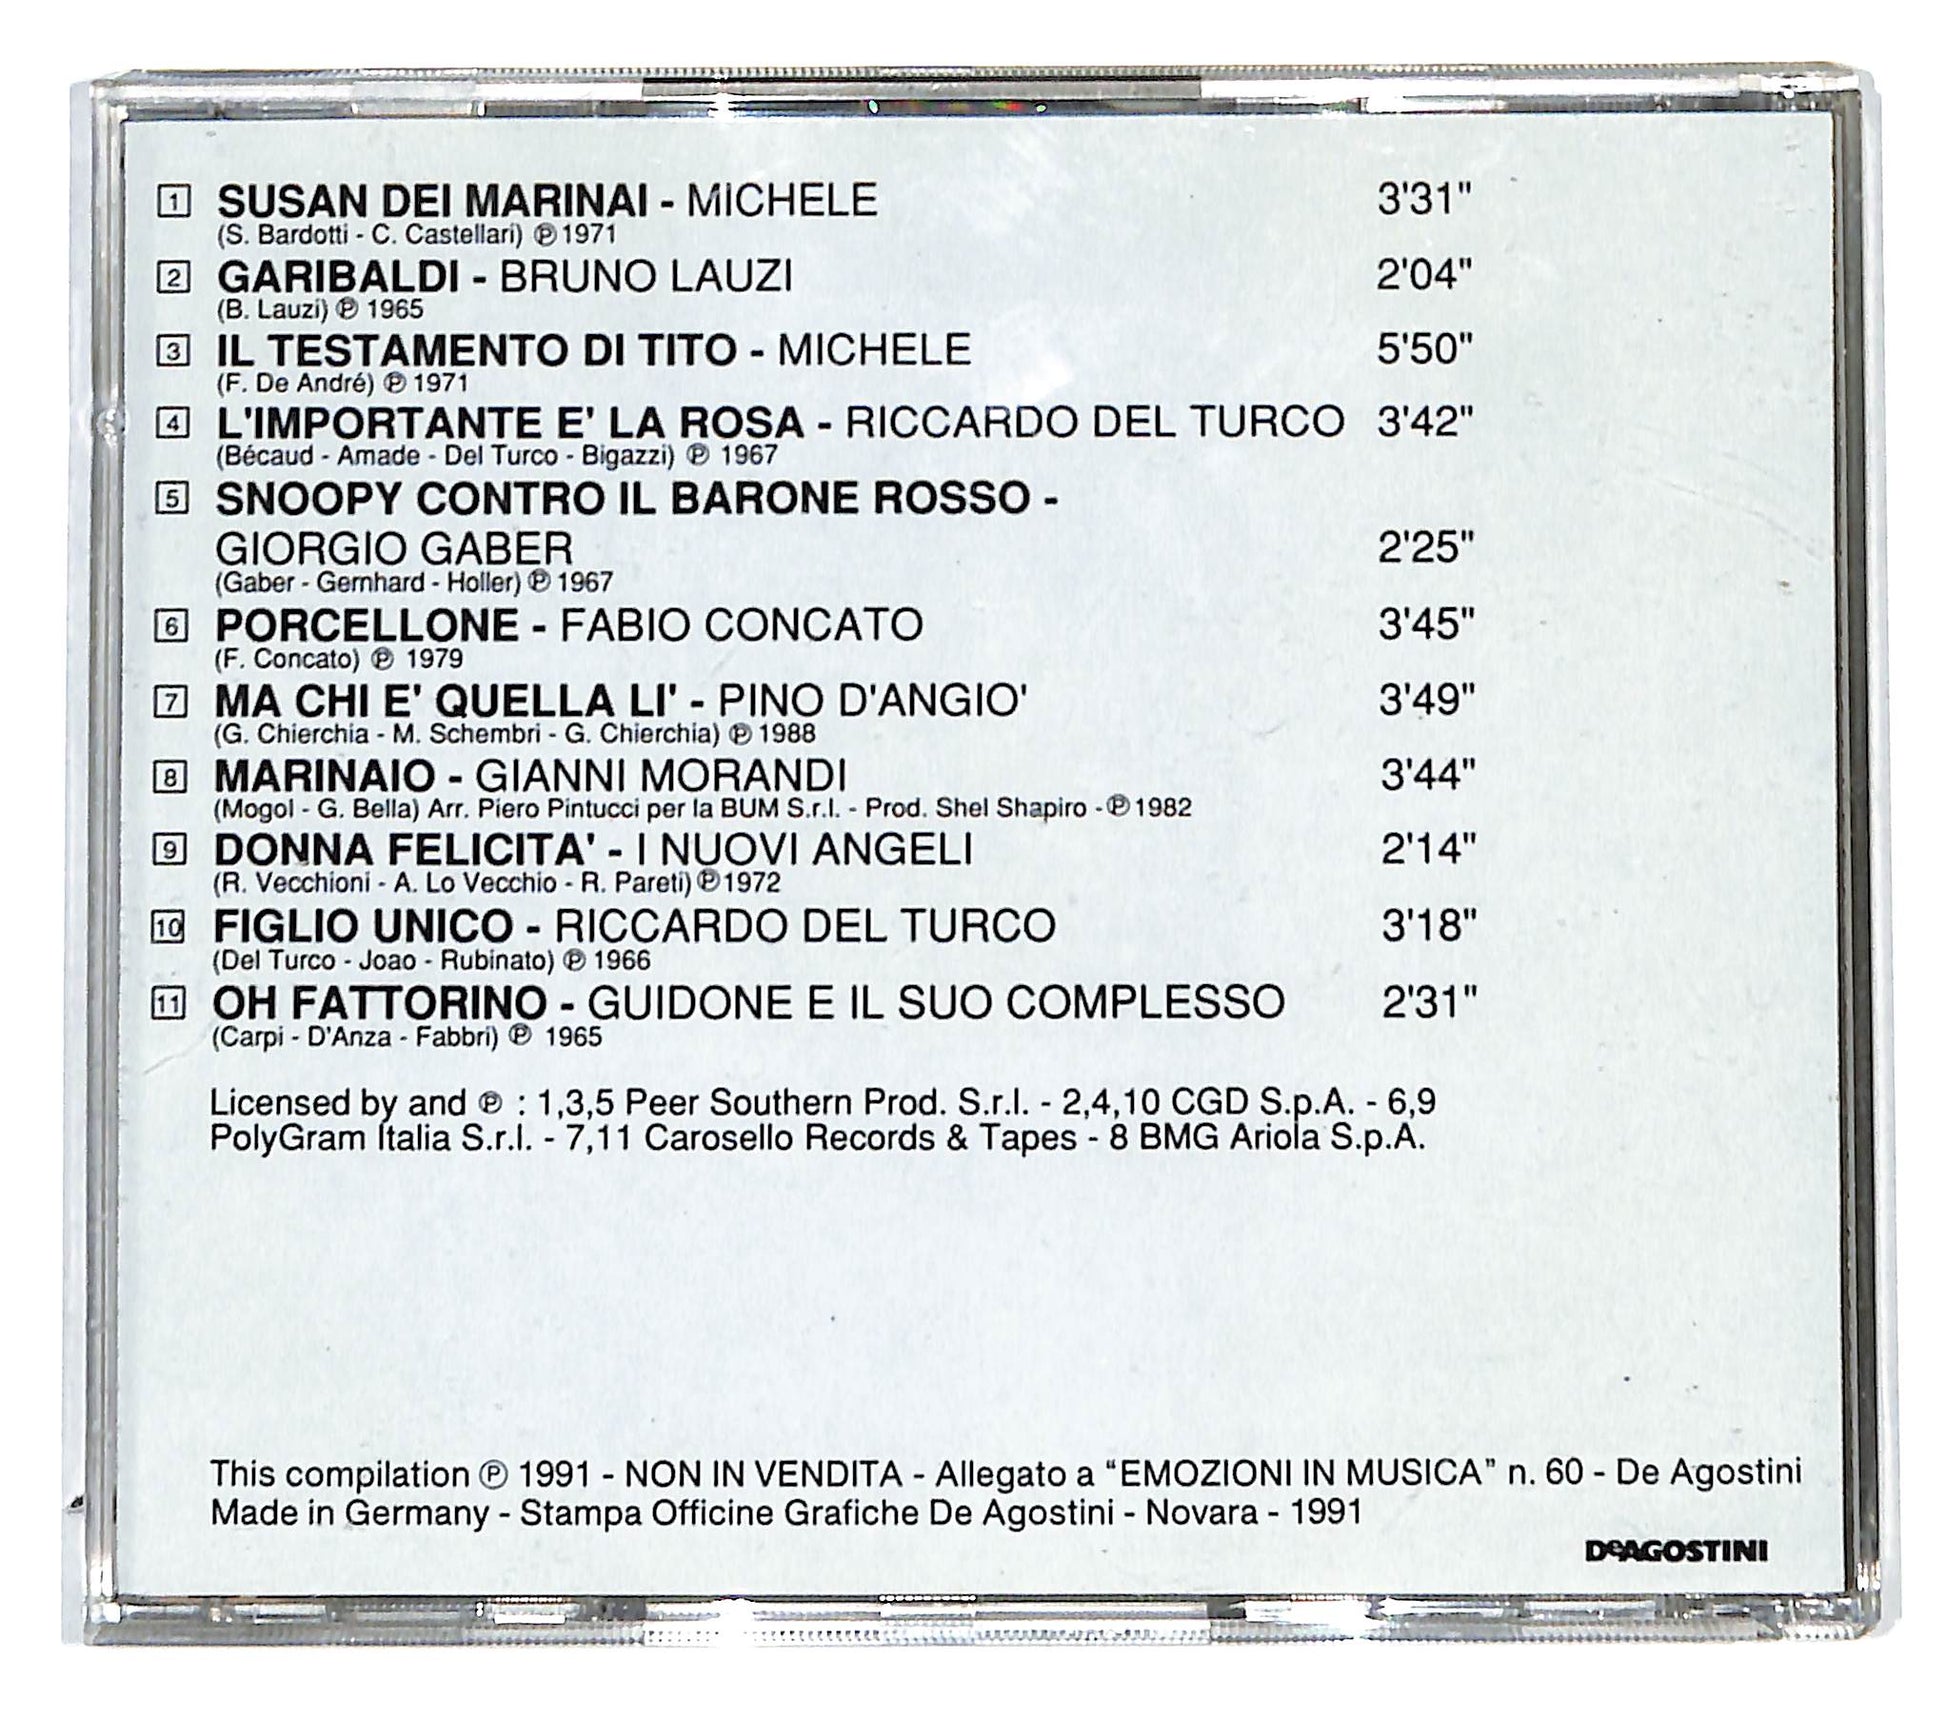 1 SUSAN DEI MARINAI - MICHELE 3'31"
(S. Bardotti - C. Castellari) ℗ 1971
2 GARIBALDI - BRUNO LAUZI 2'04"
(B. Lauzi) ℗ 1965
3 IL TESTAMENTO DI TITO - MICHELE 5'50"
(F. De André) ℗ 1971
4 L'IMPORTANTE E' LA ROSA - RICCARDO DEL TURCO 3'42"
(Bécaud - Amade - Del Turco - Bigazzi) ℗ 1967
5 SNOOPY CONTRO IL BARONE ROSSO -
GIORGIO GABER 2'25"
(Gaber - Gernhard - Holler) ℗ 1967
6 PORCELLONE - FABIO CONCATO 3'45"
(F. Concato) ℗ 1979
7 MA CHI E' QUELLA LI' - PINO D'ANGIO' 3'49"
(G. Chierchia - M. Schembri - G. Chierchia) ℗ 1988
8 MARINAIO - GIANNI MORANDI 3'44"
(Mogol - G. Bella) Arr. Piero Pintucci per la BUM S.r.l. - Prod. Shel Shapiro - ℗ 1982
9 DONNA FELICITA' - I NUOVI ANGELI 2'14"
(R. Vecchioni - A. Lo Vecchio - R. Pareti) ℗ 1972
10 FIGLIO UNICO - RICCARDO DEL TURCO 3'18"
(Del Turco - Joao - Rubinato) ℗ 1966
11 OH FATTORINO - GUIDONE E IL SUO COMPLESSO 2'31"
(Carpi - D'Anza - Fabbri) ℗ 1965
Licensed by and ℗ : 1,3,5 Peer Southern Prod. S.r.l. - 2,4,10 CGD S.p.A. - 6,9
PolyGram Italia S.r.l. - 7,11 Carosello Records & Tapes - 8 BMG Ariola S.p.A.
This compilation ℗ 1991 - NON IN VENDITA - Allegato a “EMOZIONI IN MUSICA” n. 60 - De Agostini
Made in Germany - Stampa Officine Grafiche De Agostini - Novara - 1991
DeAGOSTINI